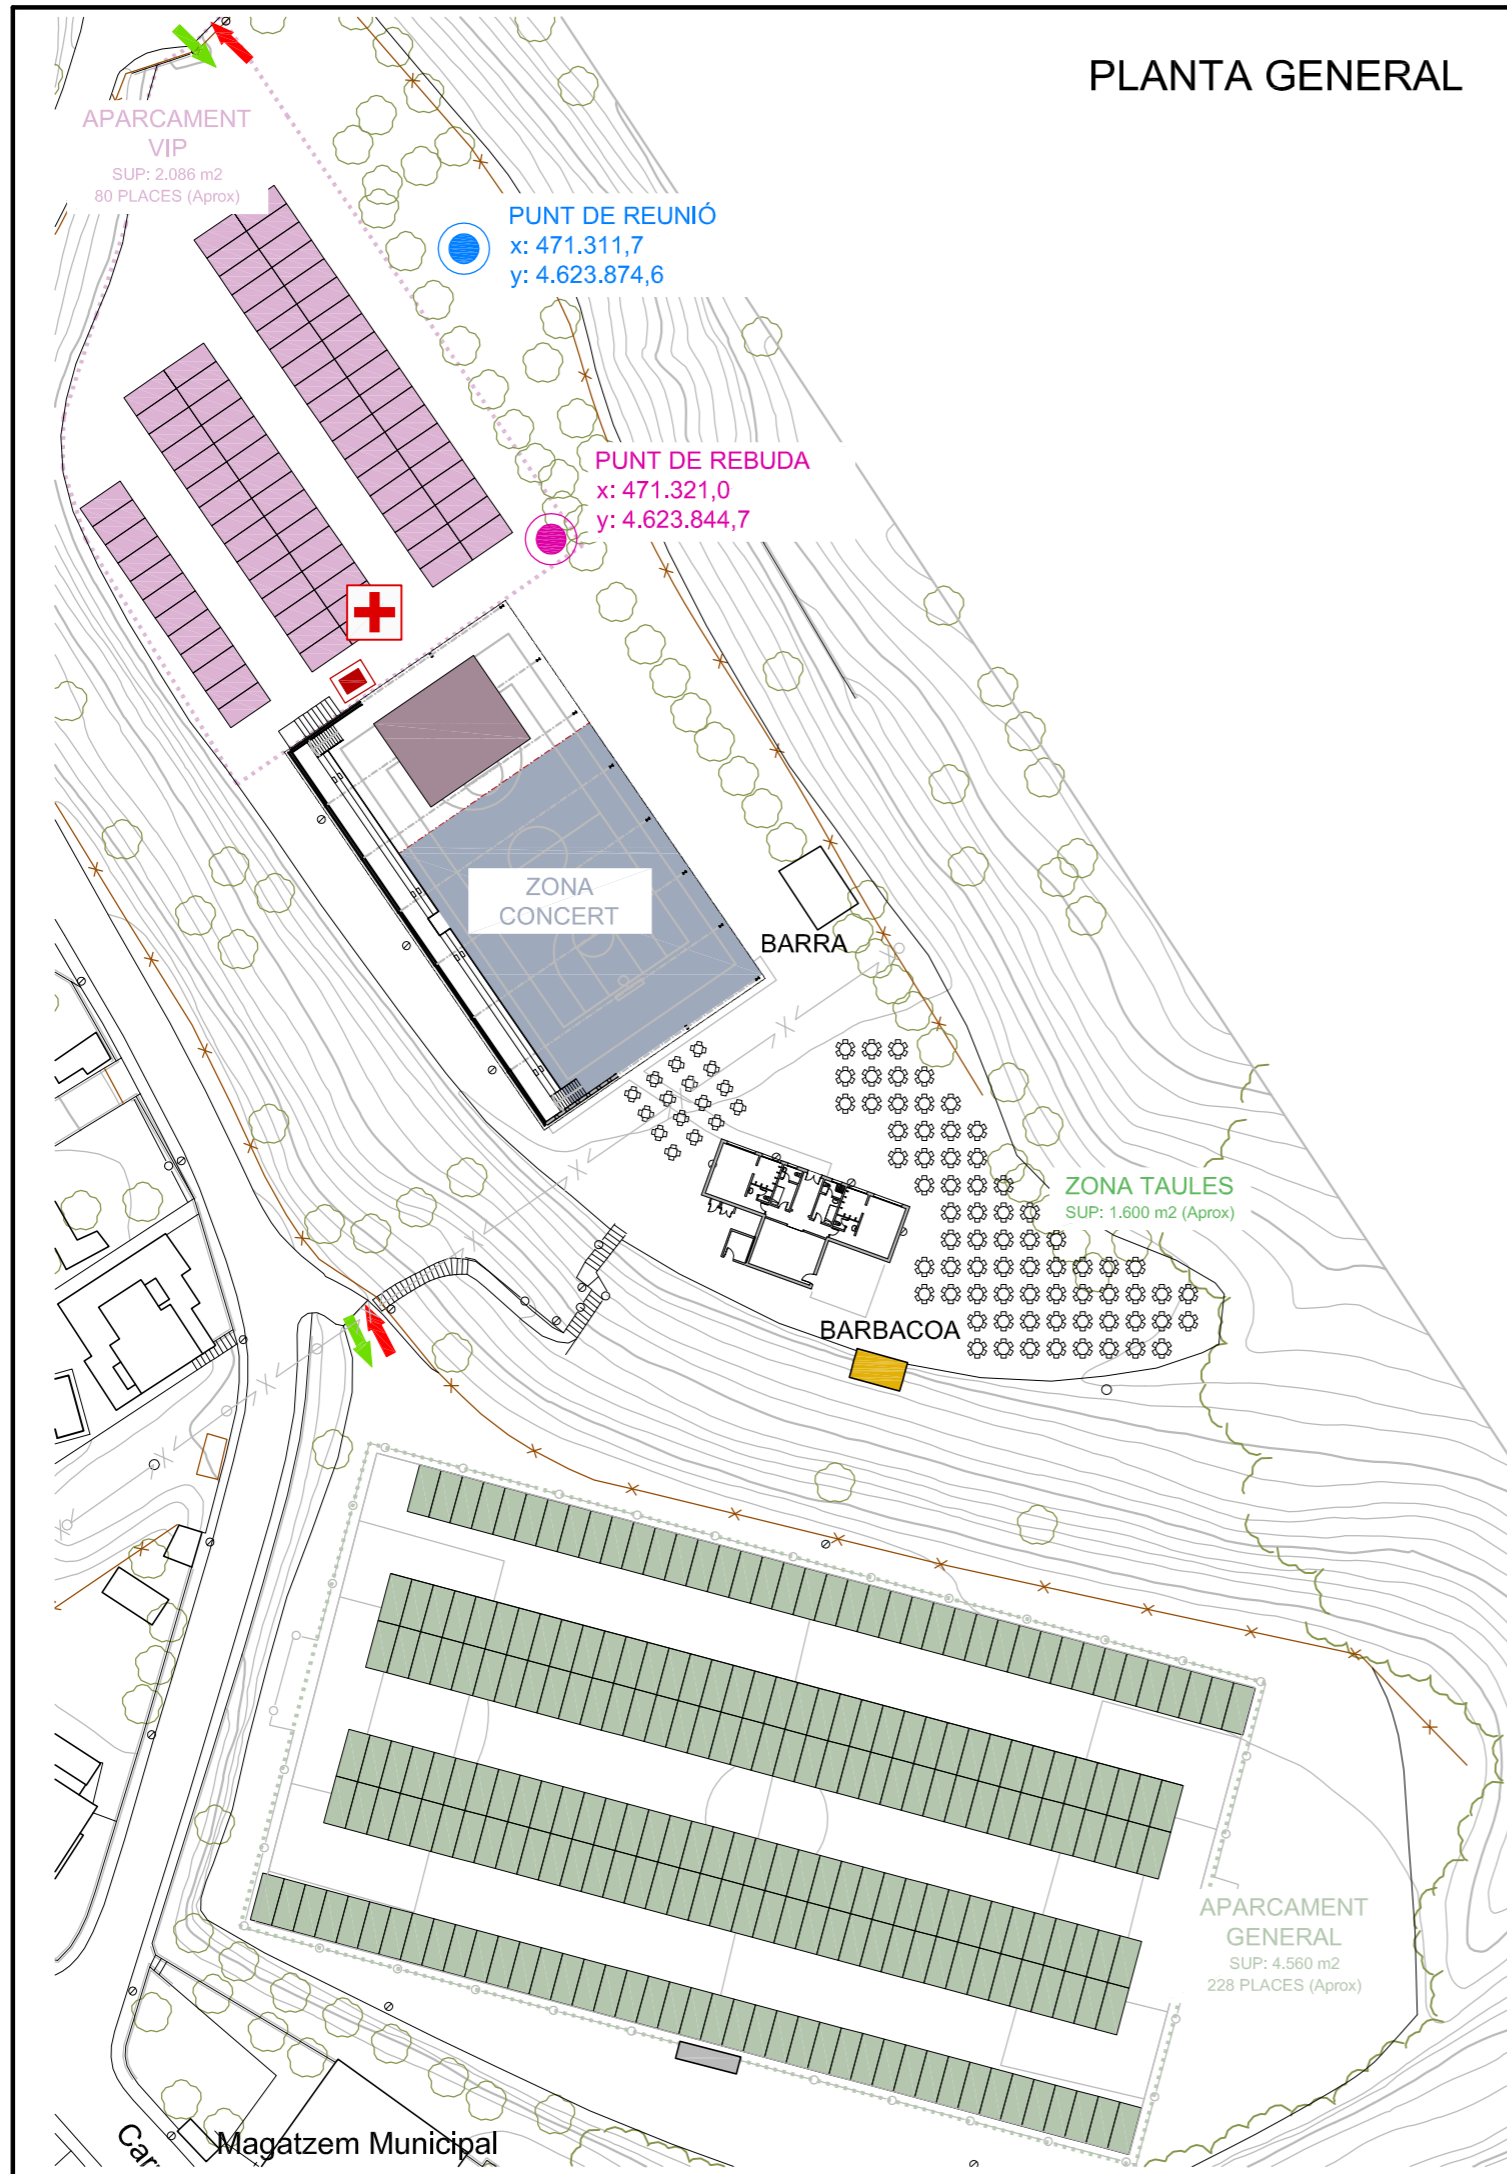 PLANTA GENERAL
APARCAMENT
VIP
SUP: 2.086 m2
80 PLACES (Aprox)
PUNT DE REUNIÓ
x: 471.311,7
y: 4.623.874,6
PUNT DE REBUDA
x: 471.321,0
y: 4.623.844,7
ZONA
CONCERT
BARRA
ZONA TAULES
SUP: 1.600 m2 (Aprox)
BARBACOA
APARCAMENT
GENERAL
SUP: 4.560 m2
228 PLACES (Aprox)
Magatzem Municipal